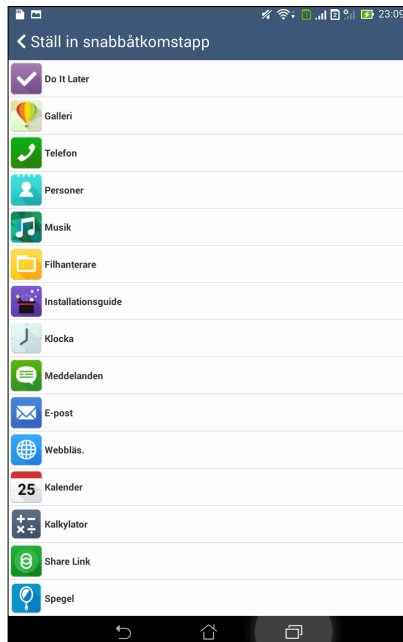 23:09
Ställ in snabbåtkomstapp
Do It Later
Galleri
Telefon
Personer
Musik
Filhanterare
Installationsguide
Klocka
Meddelanden
E-post
Webbläs.
25 Kalender
Kalkylator
Share Link
Spegel